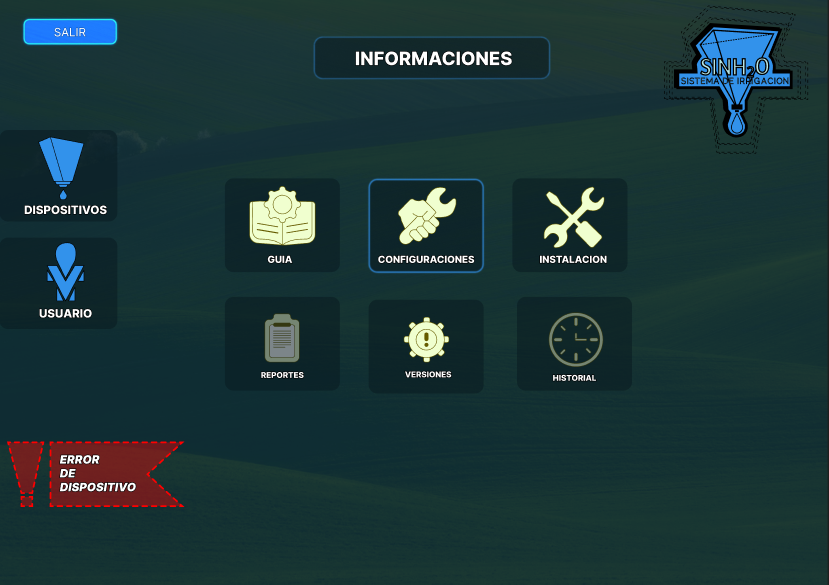 SALIR
INFORMACIONES
SINH2O
SISTEMA DE IRRIGACION
DISPOSITIVOS
USUARIO
GUIA
CONFIGURACIONES
INSTALACION
REPORTES
VERSIONES
HISTORIAL
ERROR
DE
DISPOSITIVO